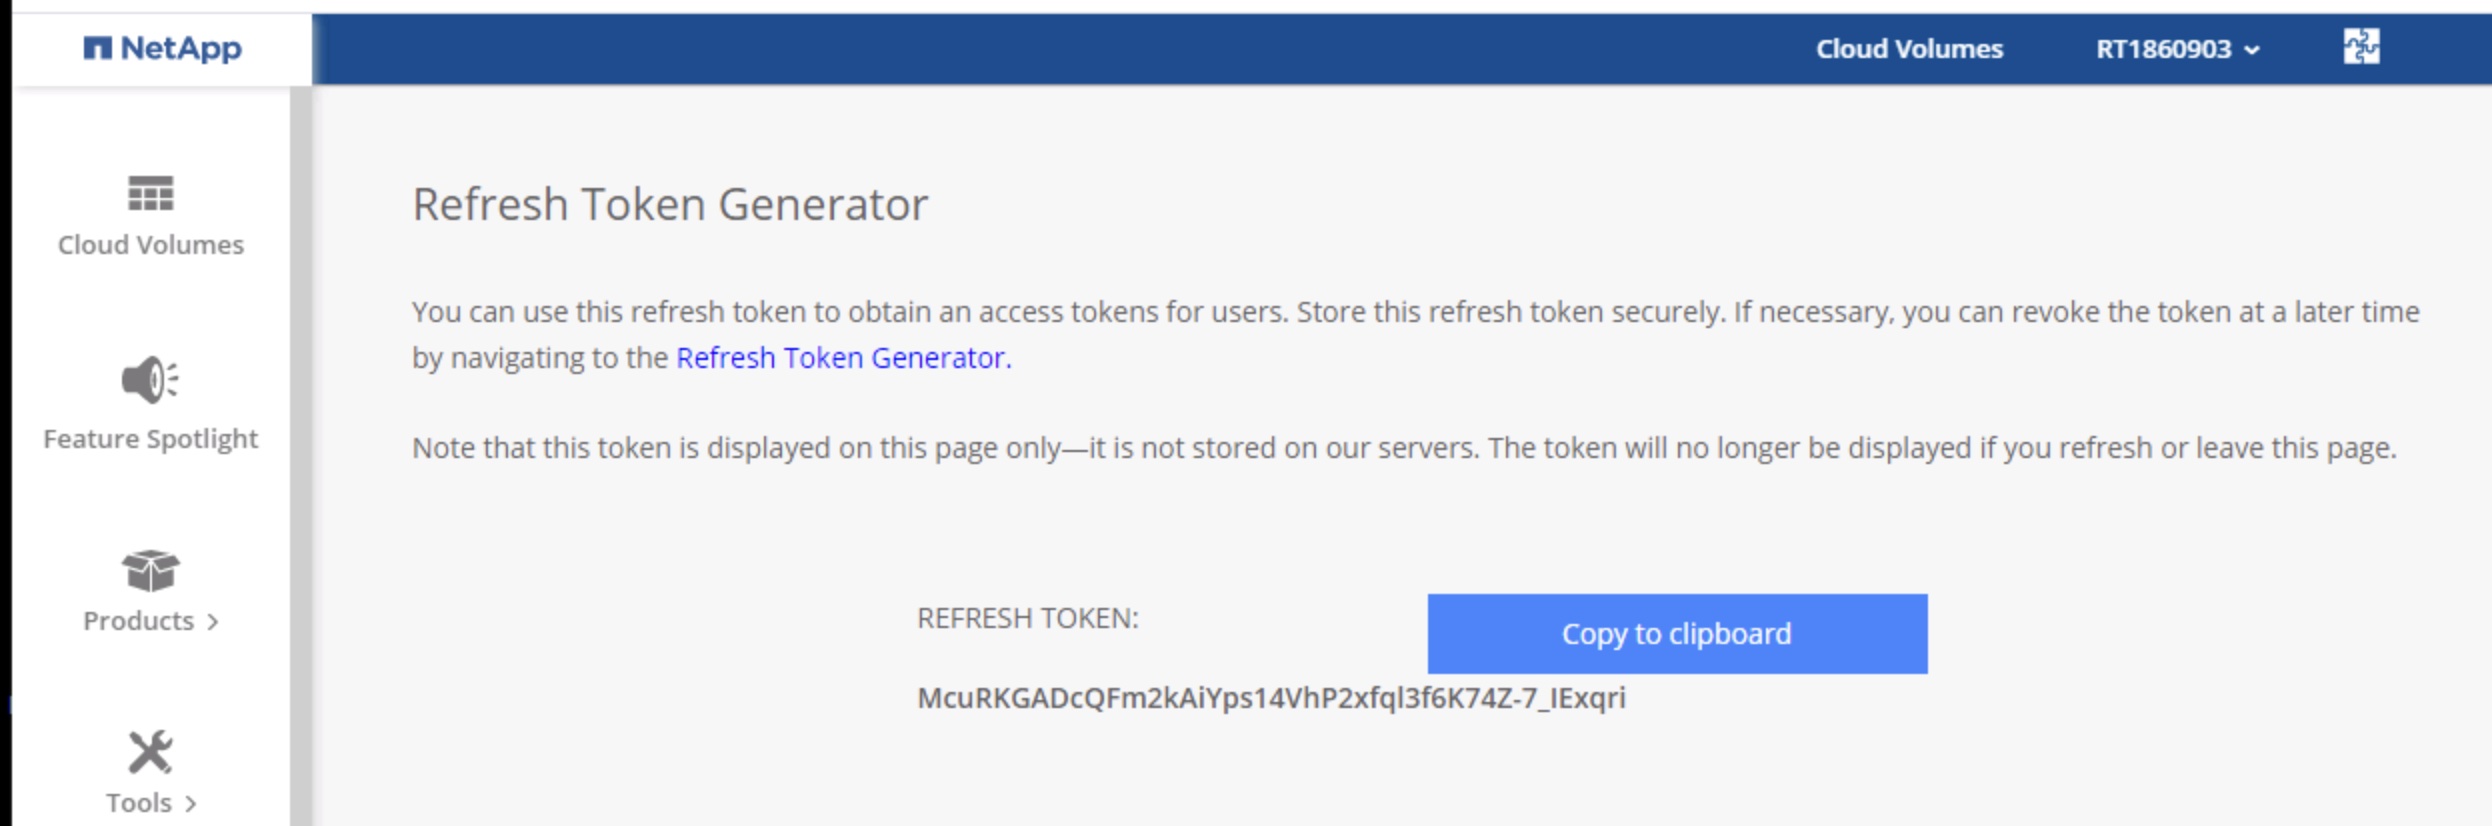 NetApp
Cloud Volumes
RT1860903
Cloud Volumes
Feature Spotlight
Products
Tools
Refresh Token Generator
You can use this refresh token to obtain an access tokens for users. Store this refresh token securely. If necessary, you can revoke the token at a later time
by navigating to the Refresh Token Generator.
Note that this token is displayed on this page only—it is not stored on our servers. The token will no longer be displayed if you refresh or leave this page.
REFRESH TOKEN:
Copy to clipboard
McuRKGADcQFm2kAiYps14VhP2xfql3f6K74Z-7_IExqri